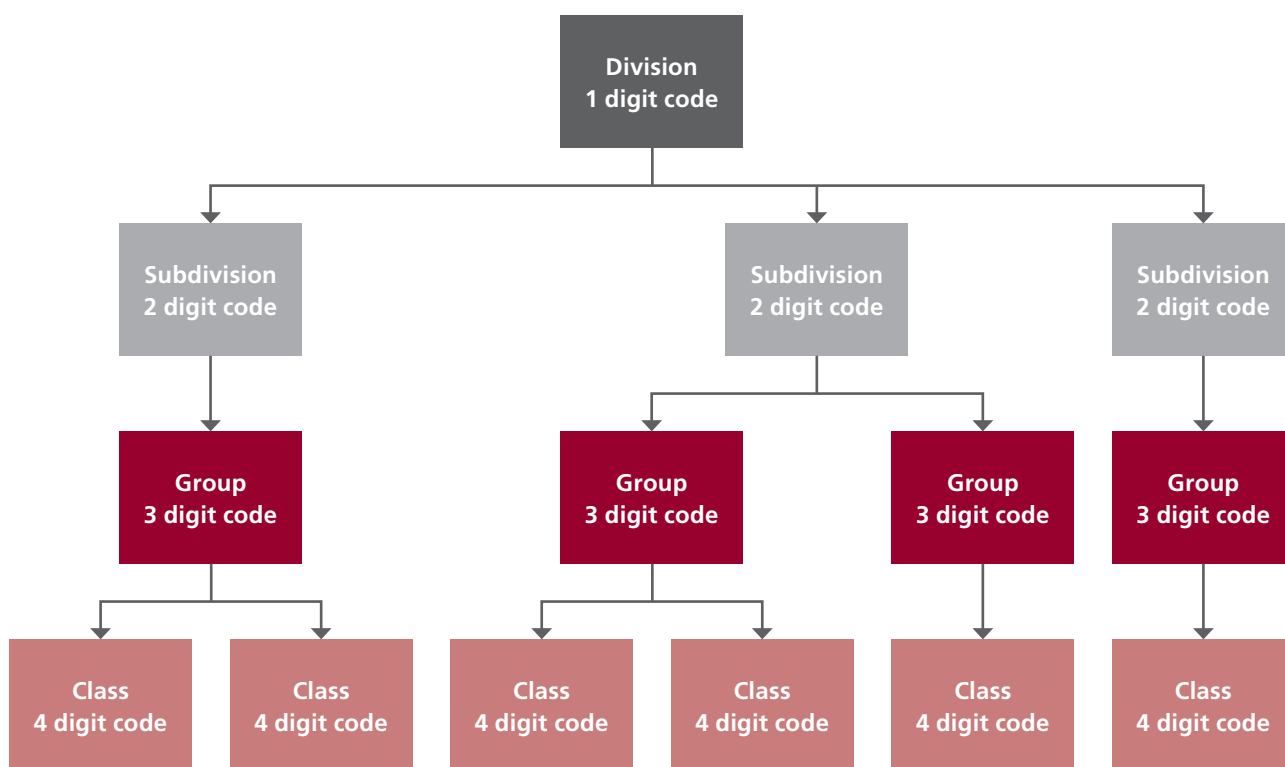 Division
1 digit code
Subdivision
2 digit code
Subdivision
2 digit code
Subdivision
2 digit code
Group
3 digit code
Group
3 digit code
Group
3 digit code
Group
3 digit code
Class
4 digit code
Class
4 digit code
Class
4 digit code
Class
4 digit code
Class
4 digit code
Class
4 digit code